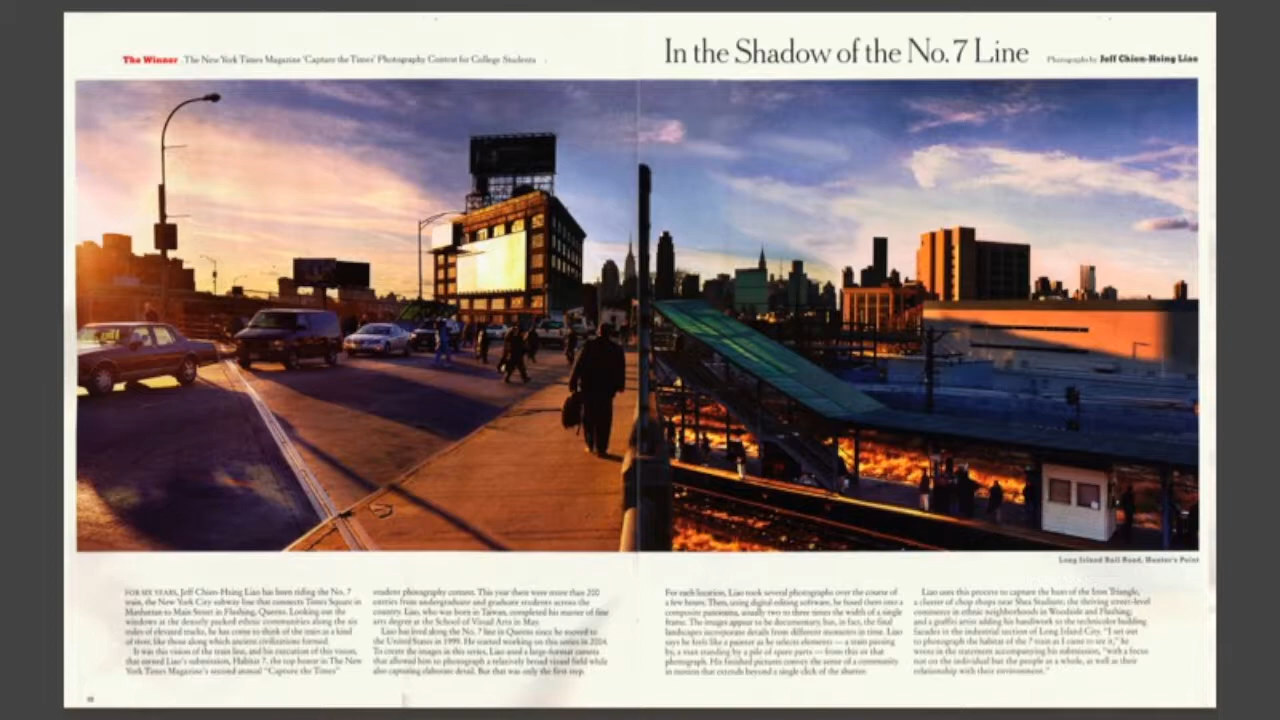 The Winner The New York Times Magazine 'Capture the Times' Photography Contest for College Students
In the Shadow of the No. 7 Line
Photographs by Jeff Chien-Hsing Liao
Long Island Rail Road, Hunter's Point
FOR SIX YEARS, Jeff Chien-Hsing Liao has been riding the No. 7
train, the New York City subway line that connects Times Square in
Manhattan to Main Street in Flushing, Queens. Looking out the
windows at the densely packed ethnic communities along the six
miles of elevated tracks, he has come to think of the train as a kind
of river, like those along which ancient civilizations formed.
It was this vision of the train line, and his execution of this vision,
that owned Liao's submission, Habitat 7, the top honor in The New
York Times Magazine's second annual "Capture the Times"
student photography contest. This year there were more than 200
entries from undergraduate and graduate students across the
country. Liao, who was born in Taiwan, completed his master of fine
arts degree at the School of Visual Arts in May.
Liao has lived along the No. 7 line in Queens since he moved to
the United States in 1999. He started working on this series in 2004.
To create the images in this series, Liao used a large-format camera
that allowed him to photograph a relatively broad visual field while
also capturing elaborate detail. But that was only the first step.
For each location, Liao took several photographs over the course of
a few hours. Then, using digital editing software, he fused them into a
composite panorama, usually two to three times the width of a single
frame. The images appear to be documentary, but, in fact, the final
landscapes incorporate details from different moments in time. Liao
says he feels like a painter as he selects elements — a train passing
by, a man standing by a pile of spare parts — from this or that
photograph. His finished pictures convey the sense of a community
in motion that extends beyond a single click of the shutter.
Liao uses this process to capture the hum of the Iron Triangle,
a cluster of chop shops near Shea Stadium; the thriving street-level
commerce in ethnic neighborhoods in Woodside and Flushing;
and a graffiti artist adding his handiwork to the technicolor building
facades in the industrial section of Long Island City. "I set out
to photograph the habitat of the 7 train as I came to see it," he
wrote in the statement accompanying his submission, "with a focus
not on the individual but the people as a whole, as well as their
relationship with their environment."